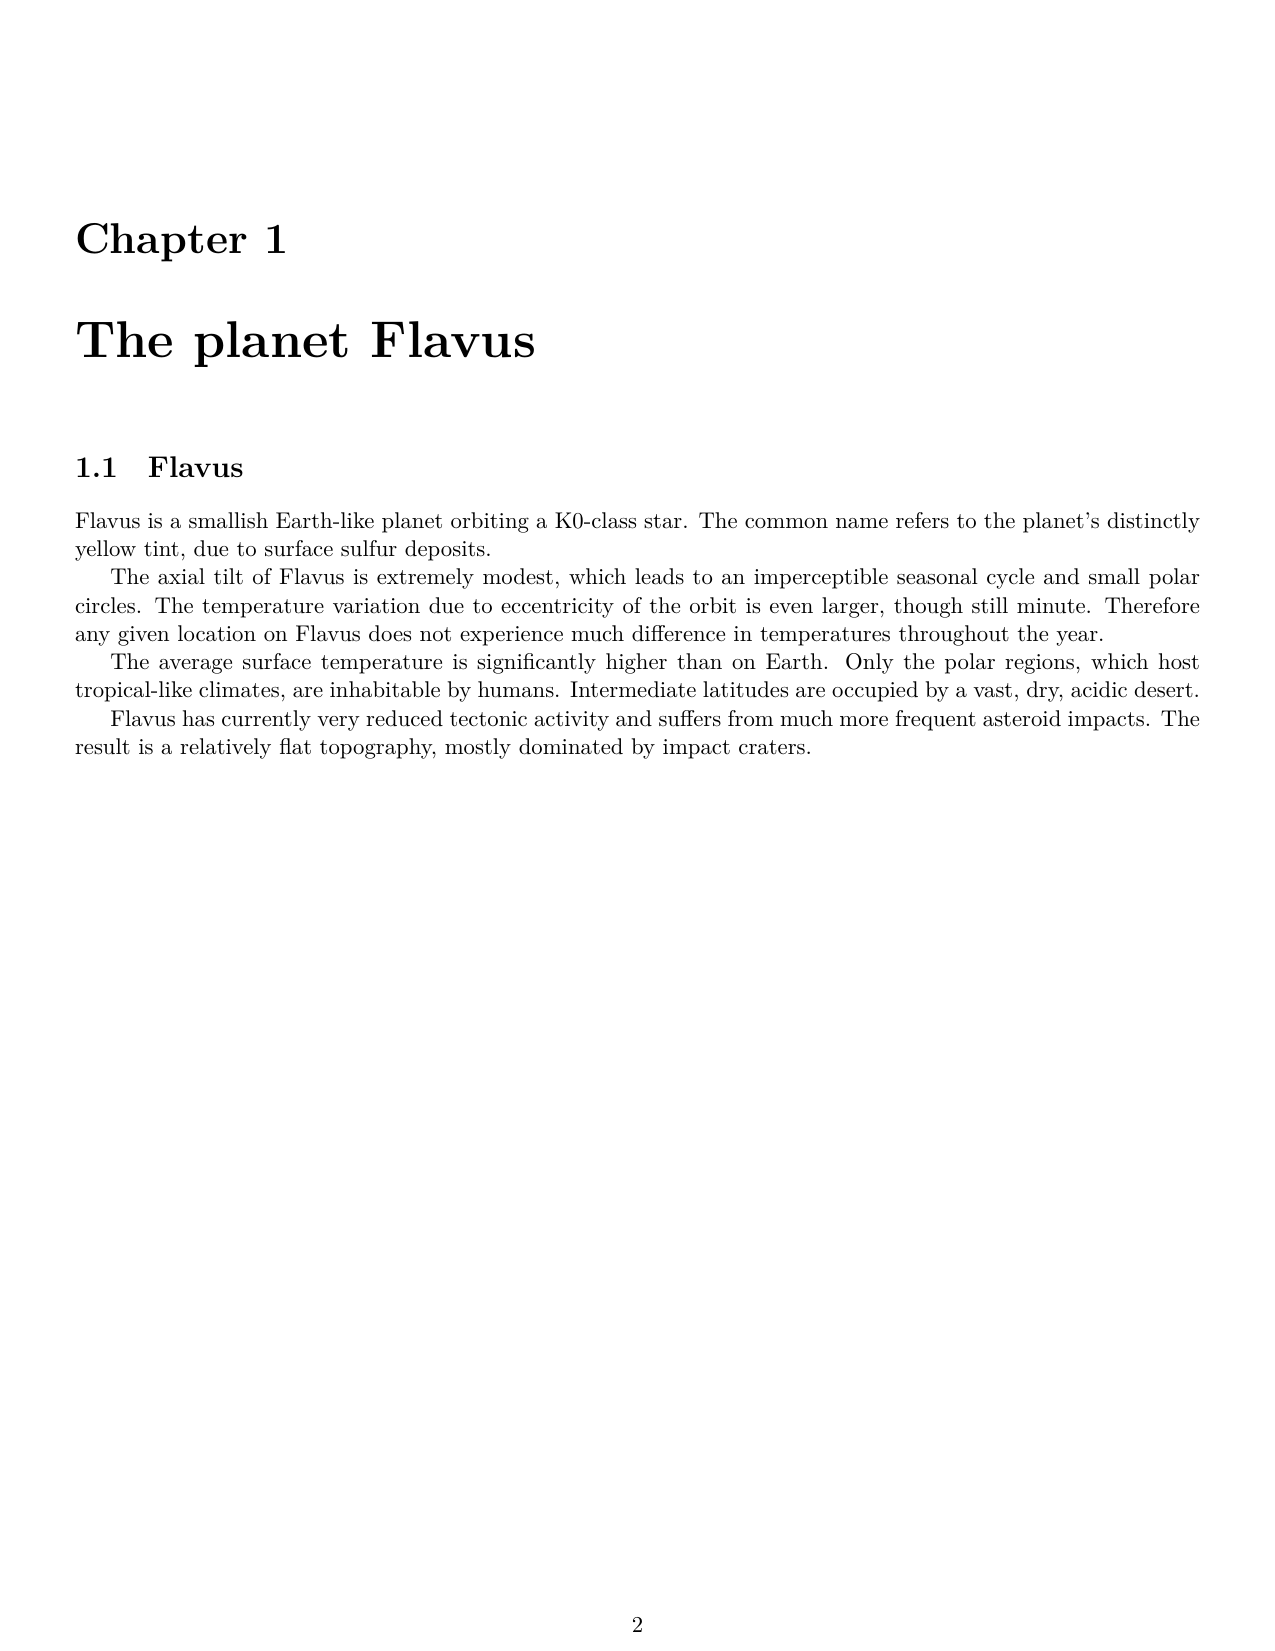 Chapter 1
The planet Flavus
1.1 Flavus
Flavus is a smallish Earth-like planet orbiting a K0-class star. The common name refers to the planet's distinctly
yellow tint, due to surface sulfur deposits.
The axial tilt of Flavus is extremely modest, which leads to an imperceptible seasonal cycle and small polar
circles. The temperature variation due to eccentricity of the orbit is even larger, though still minute. Therefore
any given location on Flavus does not experience much difference in temperatures throughout the year.
The average surface temperature is significantly higher than on Earth. Only the polar regions, which host
tropical-like climates, are inhabitable by humans. Intermediate latitudes are occupied by a vast, dry, acidic desert.
Flavus has currently very reduced tectonic activity and suffers from much more frequent asteroid impacts. The
result is a relatively flat topography, mostly dominated by impact craters.
2